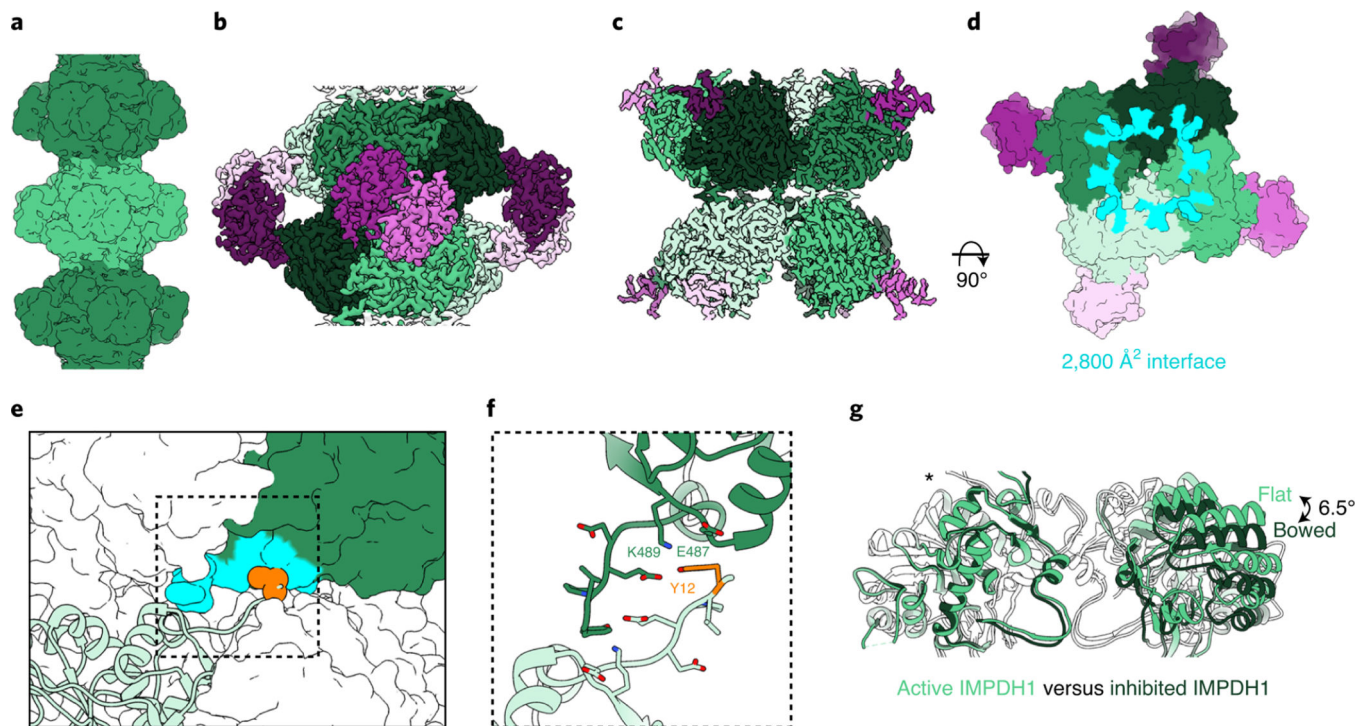 a
b
c
d
90°
2,800 Å² interface
e
f
g
K489 E487
Y12
*
Flat
6.5°
Bowed
Active IMPDH1 versus inhibited IMPDH1